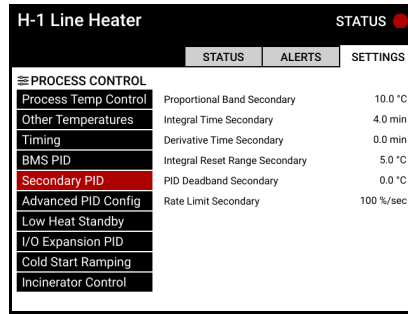 H-1 Line Heater
STATUS
STATUS ALERTS SETTINGS
PROCESS CONTROL
Process Temp Control
Other Temperatures
Timing
BMS PID
Secondary PID
Advanced PID Config
Low Heat Standby
I/O Expansion PID
Cold Start Ramping
Incinerator Control
Proportional Band Secondary 10.0 °C
Integral Time Secondary 4.0 min
Derivative Time Secondary 0.0 min
Integral Reset Range Secondary 5.0 °C
PID Deadband Secondary 0.0 °C
Rate Limit Secondary 100 %/sec